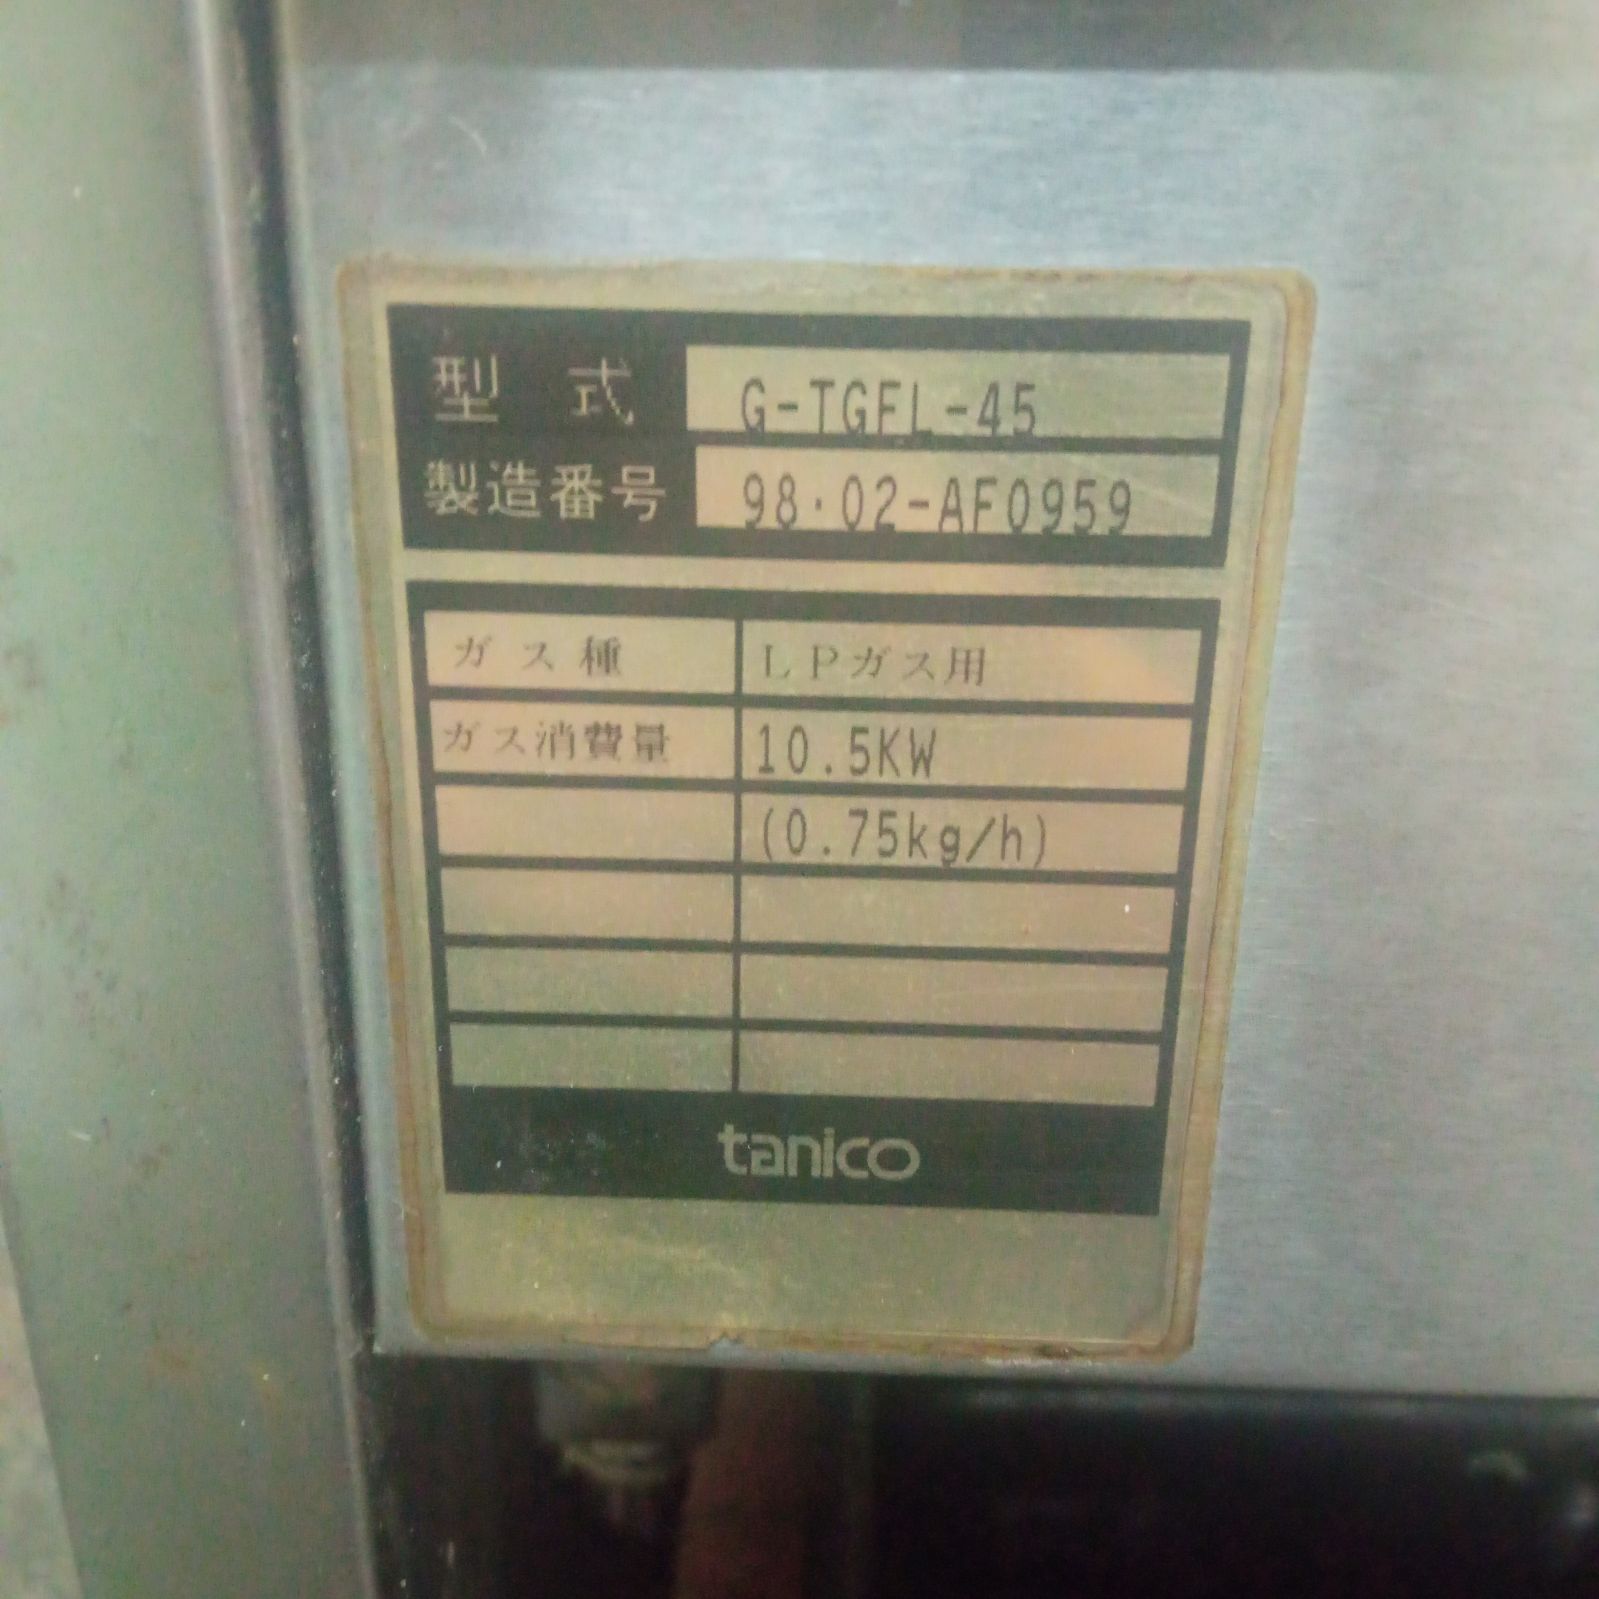 型式 G-TGFL-45
製造番号 98·02-AF0959
ガス種 LPガス用
ガス消費量 10.5KW
(0.75kg/h)
tanico